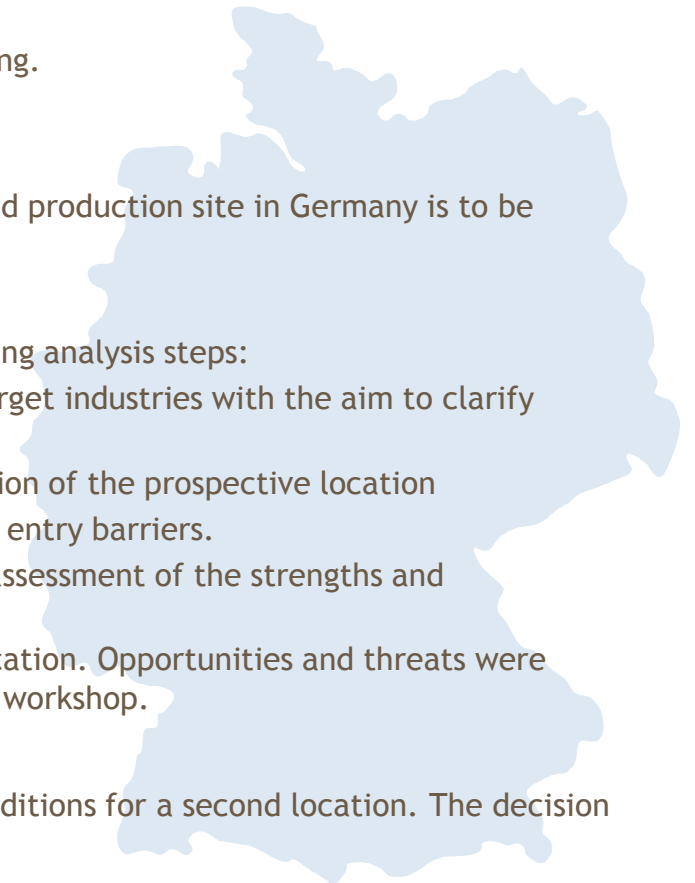 ng.
d production site in Germany is to be
ng analysis steps:
rget industries with the aim to clarify
ion of the prospective location
entry barriers.
assessment of the strengths and
cation. Opportunities and threats were
workshop.
ditions for a second location. The decision